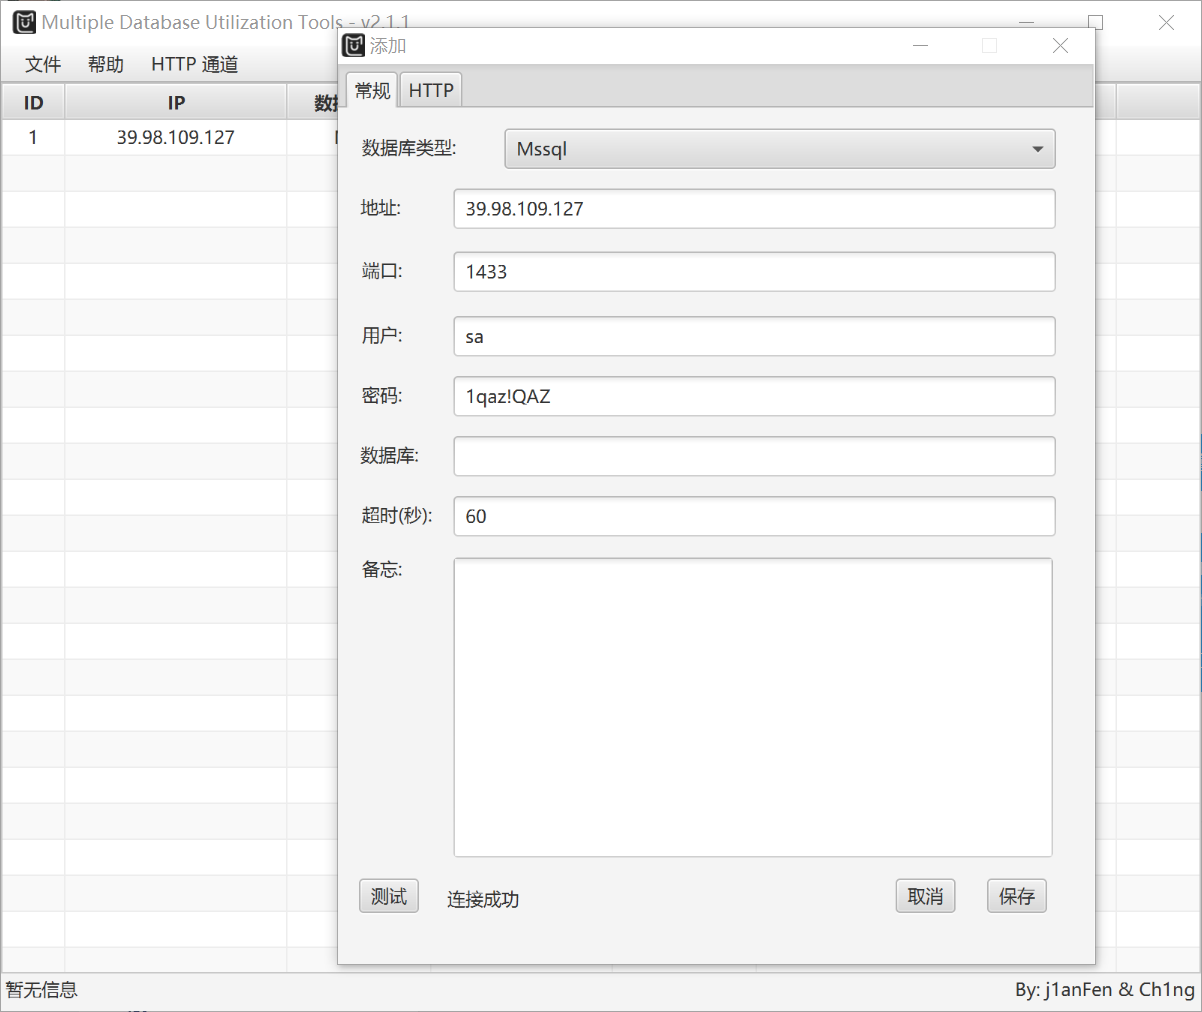 Multiple Database Utilization Tools - v2.1.1
添加
文件 帮助 HTTP 通道
常规 HTTP
ID IP 数据
1 39.98.109.127
数据库类型: Mssql
地址: 39.98.109.127
端口: 1433
用户: sa
密码: 1qaz!QAZ
数据库:
超时(秒): 60
备忘:
测试 连接成功 取消 保存
暂无信息 By: j1anFen & Ch1ng